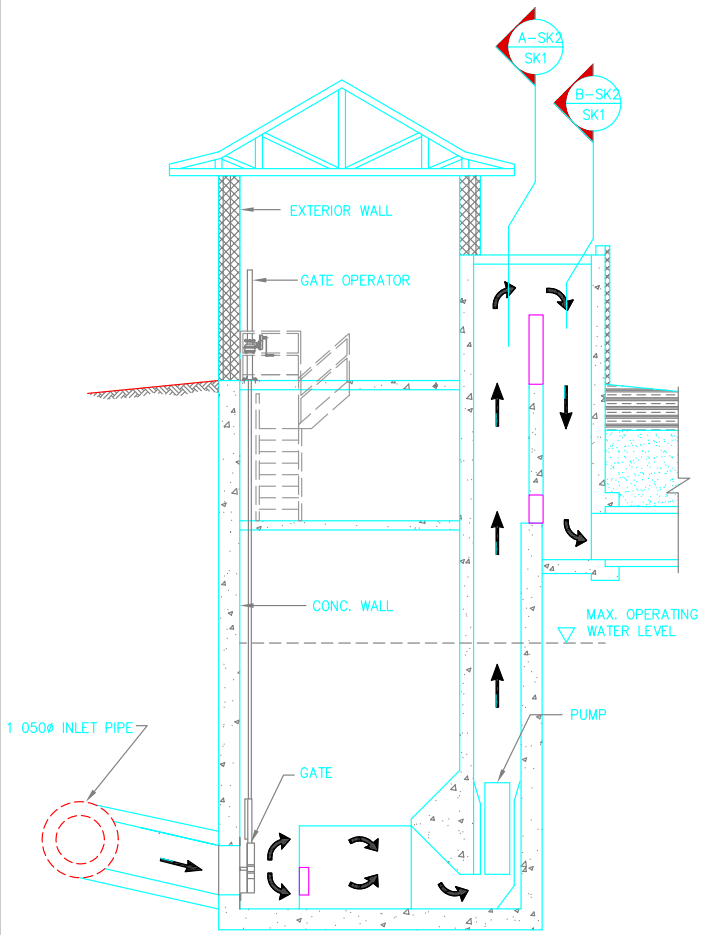 A-SK2
SK1
B-SK2
SK1
EXTERIOR WALL
GATE OPERATOR
CONC. WALL
MAX. OPERATING
WATER LEVEL
PUMP
1 050ø INLET PIPE
GATE